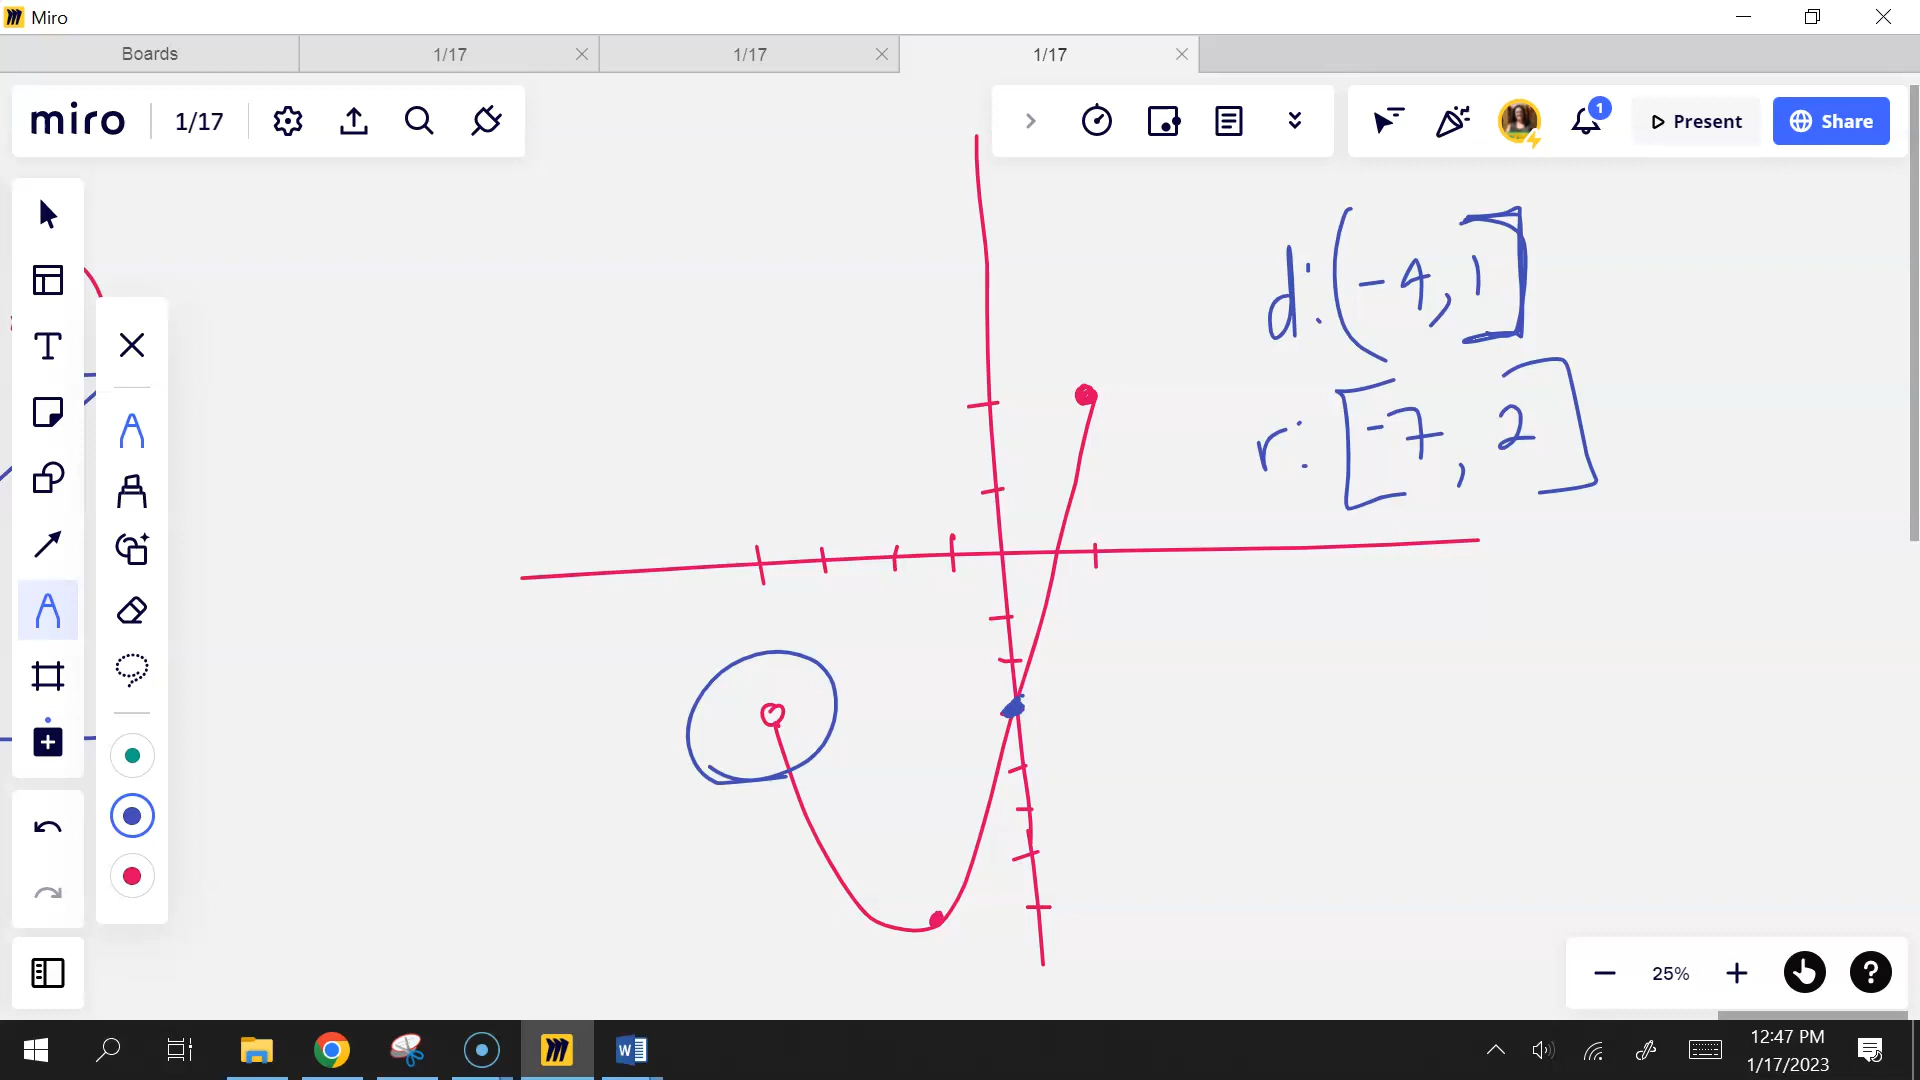 Miro
Boards
1/17
1/17
1/17
miro
1/17
1
Present
Share
d: (-4, 1]
r: [-7, 2]
25%
12:47 PM
1/17/2023